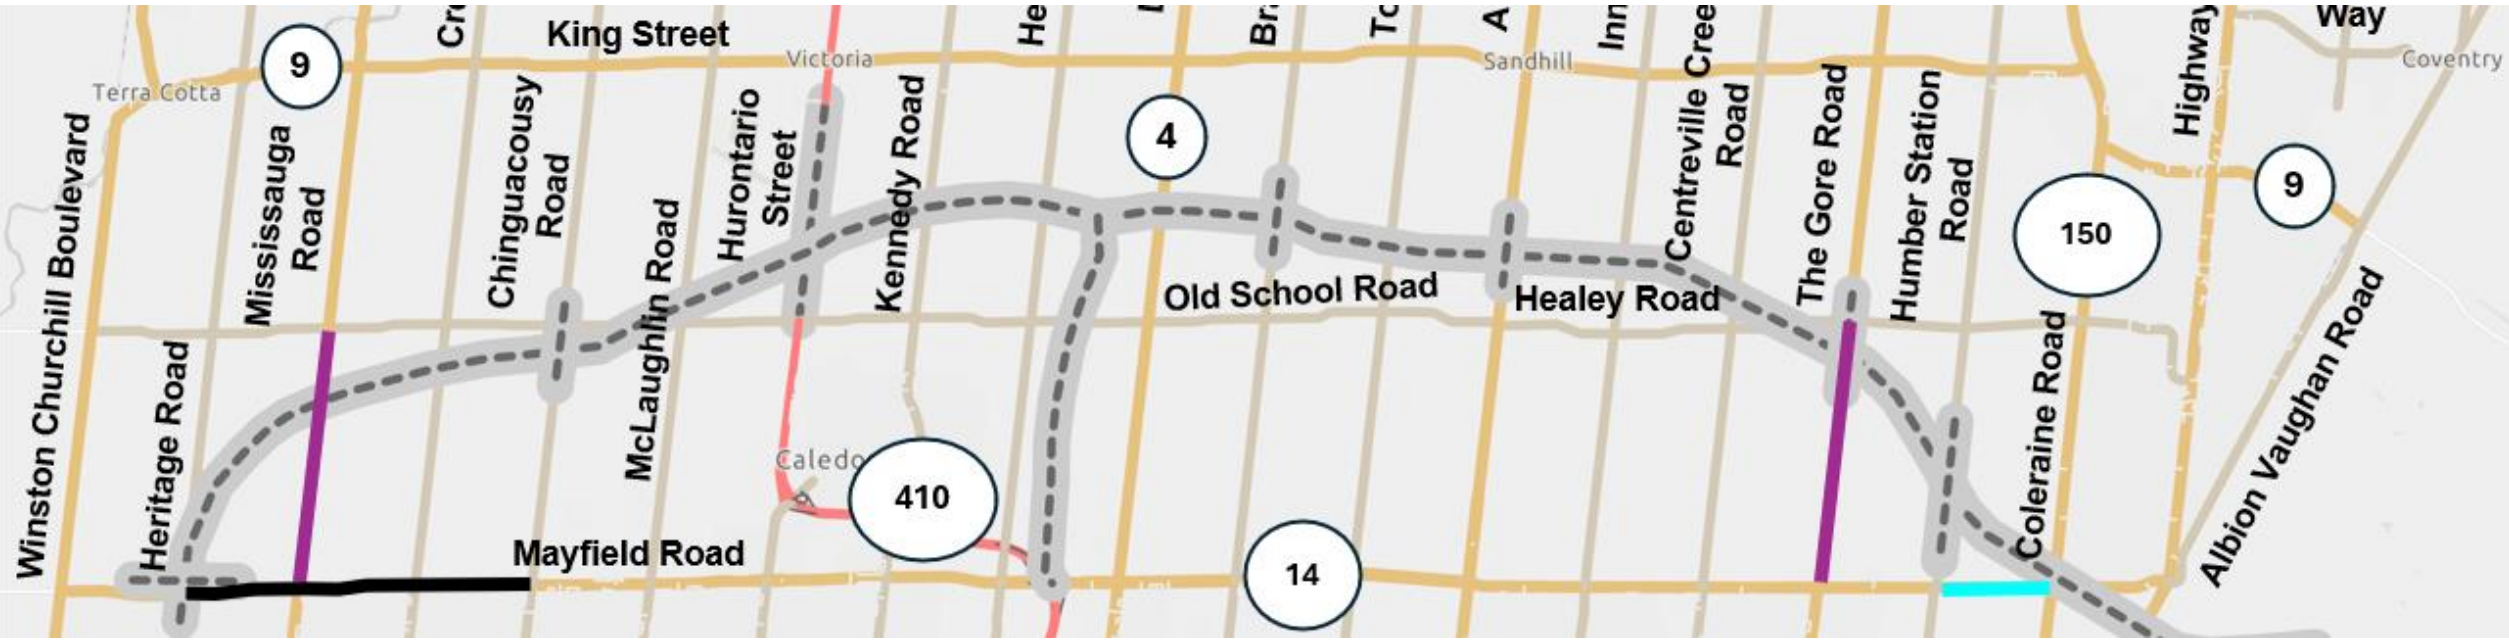 King Street
Way
Victoria
Sandhill
Coventry
9
Terra Cotta
4
9
150
Winston Churchill Boulevard
Mississauga
Road
Heritage Road
Chinguacousy
Road
McLaughlin Road
Hurontario
Street
Kennedy Road
Old School Road
Healey Road
Centreville Cree
Road
The Gore Road
Humber Station
Road
Coleraine Road
Highway
Albion Vaughan Road
Caledo
410
Mayfield Road
14